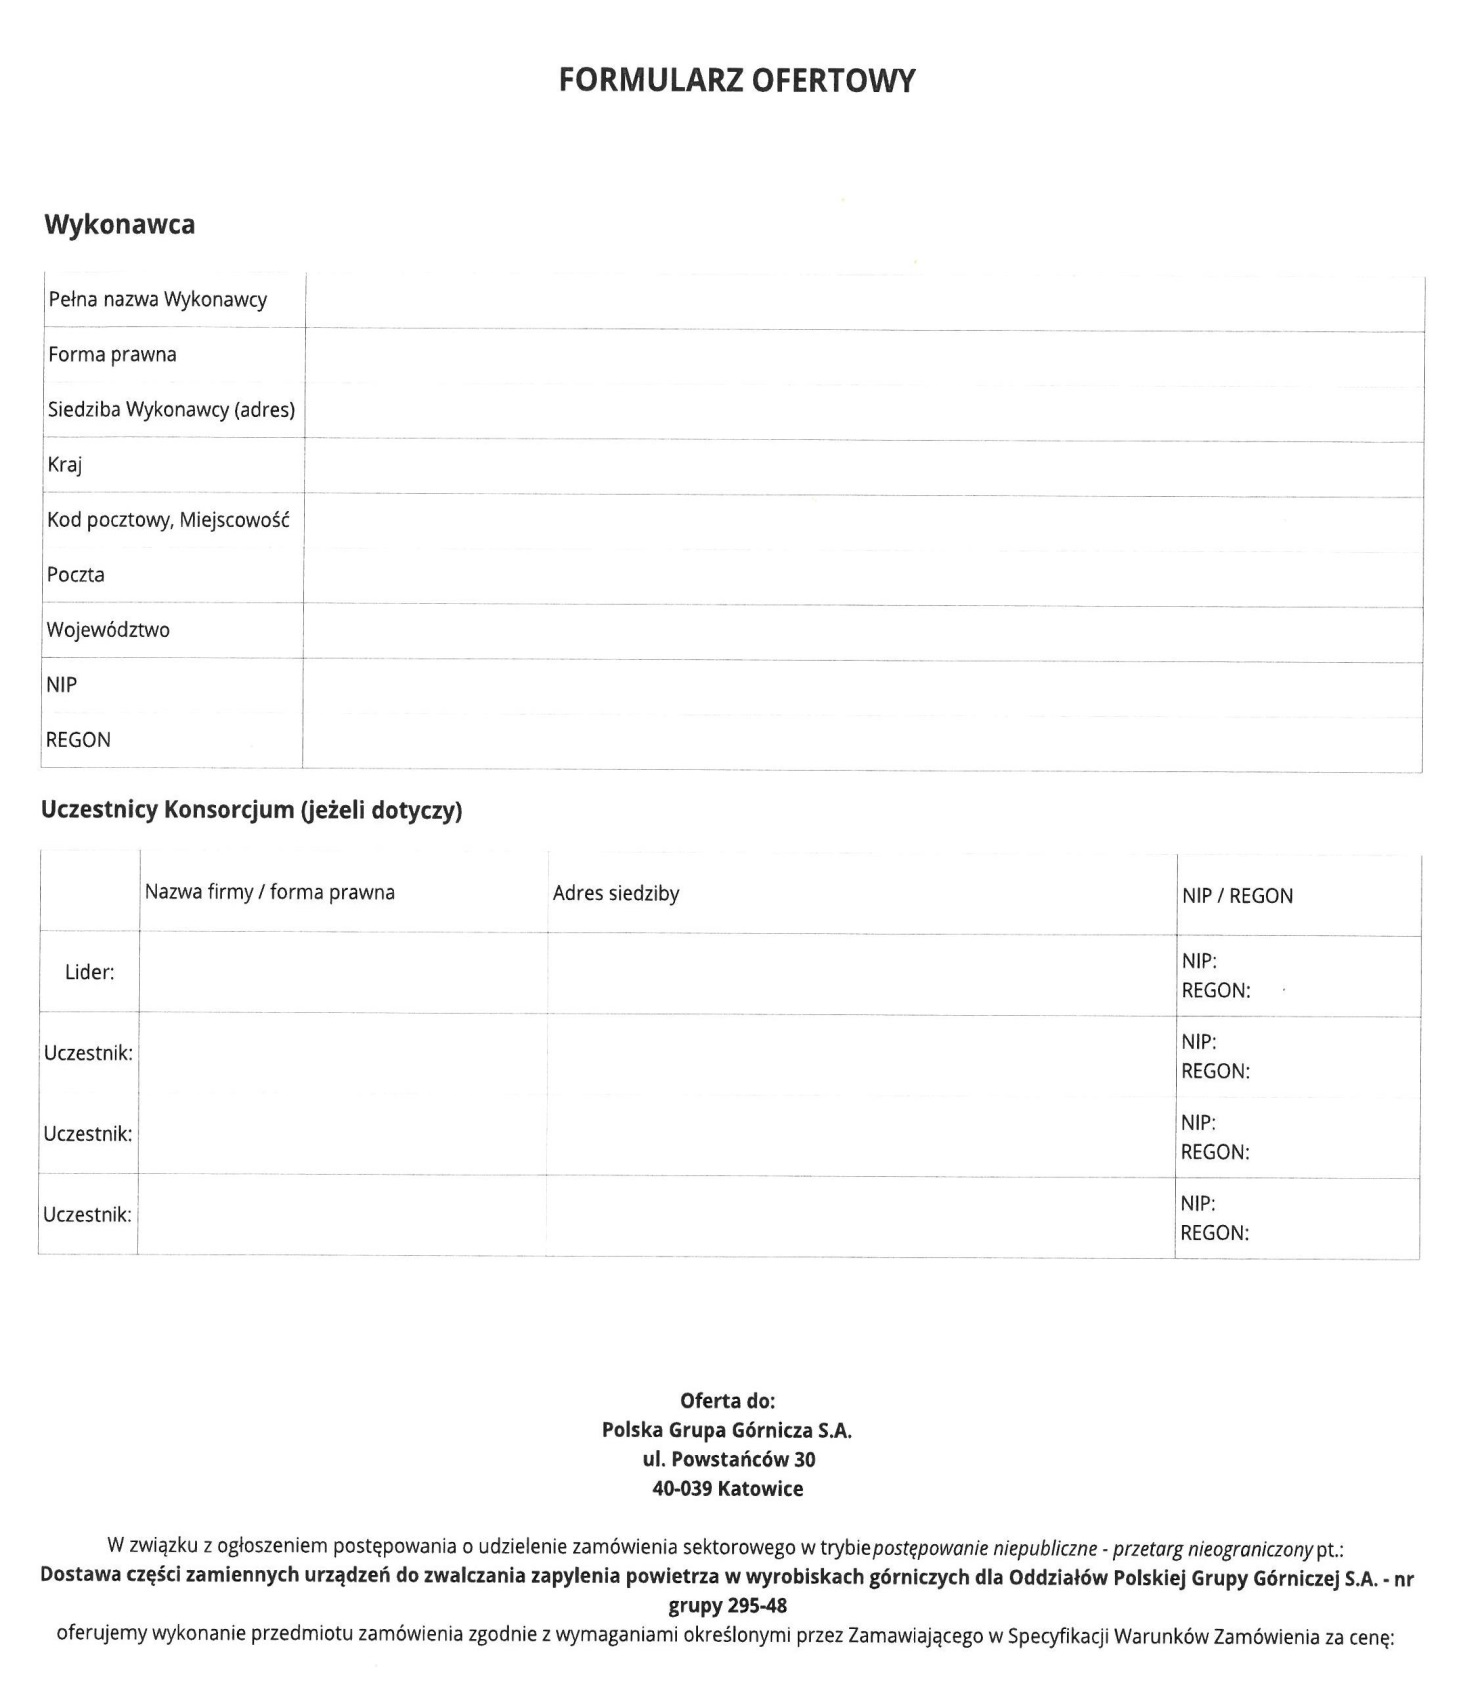 FORMULARZ OFERTOWY
Wykonawca
Pełna nazwa Wykonawcy
Forma prawna
Siedziba Wykonawcy (adres)
Kraj
Kod pocztowy, Miejscowość
Poczta
Województwo
NIP
REGON
Uczestnicy Konsorcjum (jeżeli dotyczy)
Nazwa firmy / forma prawna Adres siedziby NIP / REGON
Lider: NIP:
REGON:
Uczestnik: NIP:
REGON:
Uczestnik: NIP:
REGON:
Uczestnik: NIP:
REGON:
Oferta do:
Polska Grupa Górnicza S.A.
ul. Powstańców 30
40-039 Katowice
W związku z ogłoszeniem postępowania o udzielenie zamówienia sektorowego w trybie postępowanie niepubliczne - przetarg nieograniczony pt.:
Dostawa części zamiennych urządzeń do zwalczania zapylenia powietrza w wyrobiskach górniczych dla Oddziałów Polskiej Grupy Górniczej S.A. - nr
grupy 295-48
oferujemy wykonanie przedmiotu zamówienia zgodnie z wymaganiami określonymi przez Zamawiającego w Specyfikacji Warunków Zamówienia za cenę: